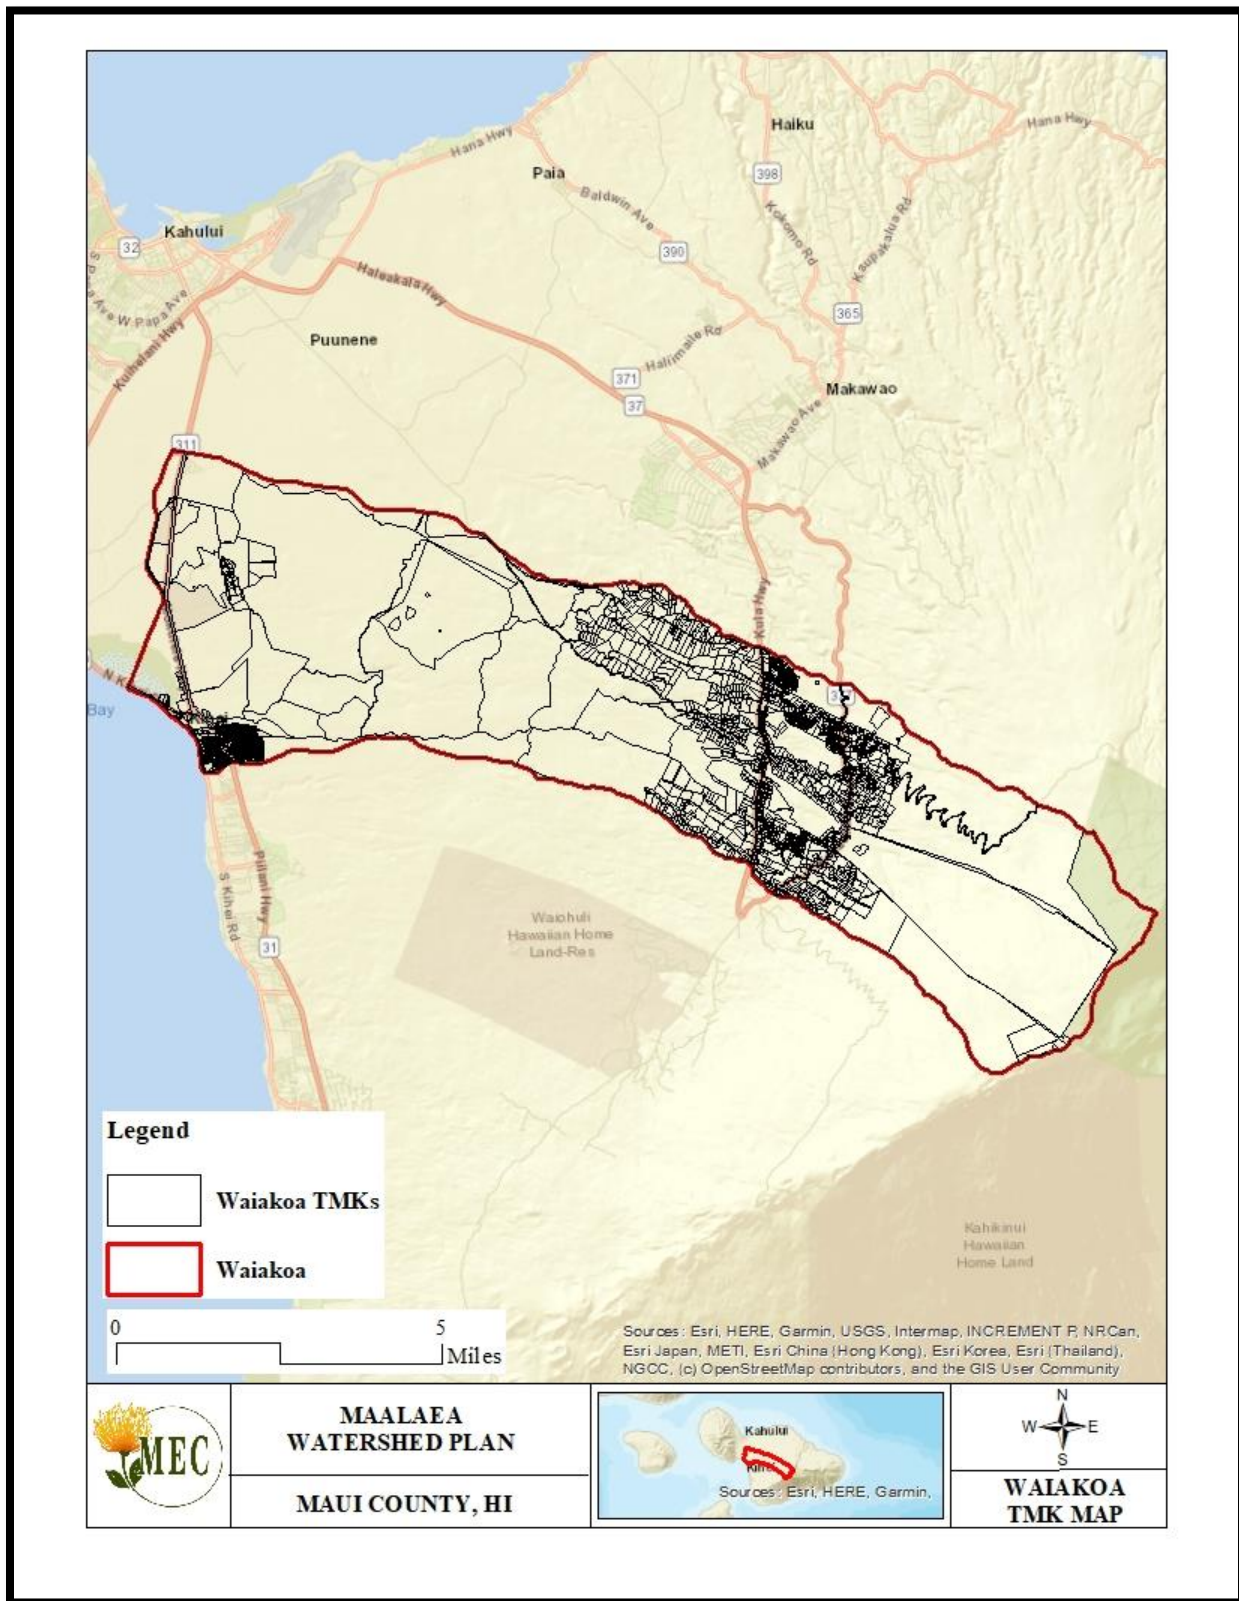 Hana Hwy
Haiku
Hana Hwy
Paia
398
Baldwin Ave
Kokomo Rd
Kaupakalua Rd
Kahului
32
390
Haleakala Hwy
W Papa Ave
Kuihelani Hwy
Puunene
365
Haliimaile Rd
371
37
Makawao
Makawao Ave
311
Kula Hwy
Bay
Piilani Hwy
S Kihei Rd
31
Waiohuli
Hawaiian Home
Land-Res
Kahikinui
Hawaiian
Home Land
Legend
Waiakoa TMKs
Waiakoa
0 5
Miles
Sources: Esri, HERE, Garmin, USGS, Intermap, INCREMENT P, NRCan,
Esri Japan, METI, Esri China (Hong Kong), Esri Korea, Esri (Thailand),
NGCC, (c) OpenStreetMap contributors, and the GIS User Community
MEC
MAALAEA
WATERSHED PLAN
MAUI COUNTY, HI
Kahului
Sources: Esri, HERE, Garmin,
N
W E
S
WAIAKOA
TMK MAP